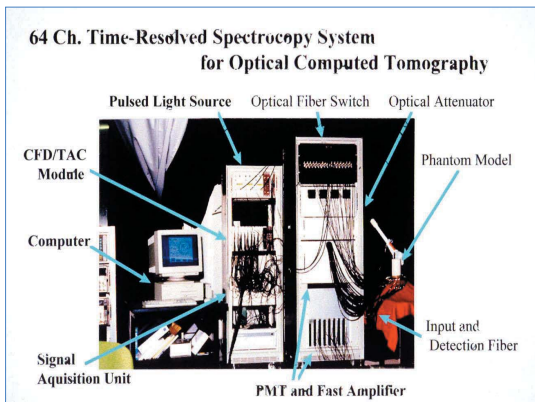 64 Ch. Time-Resolved Spectrocopy System
for Optical Computed Tomography
Pulsed Light Source
Optical Fiber Switch
Optical Attenuator
CFD/TAC
Module
Phantom Model
Computer
Input and
Detection Fiber
Signal
Aquisition Unit
PMT and Fast Amplifier